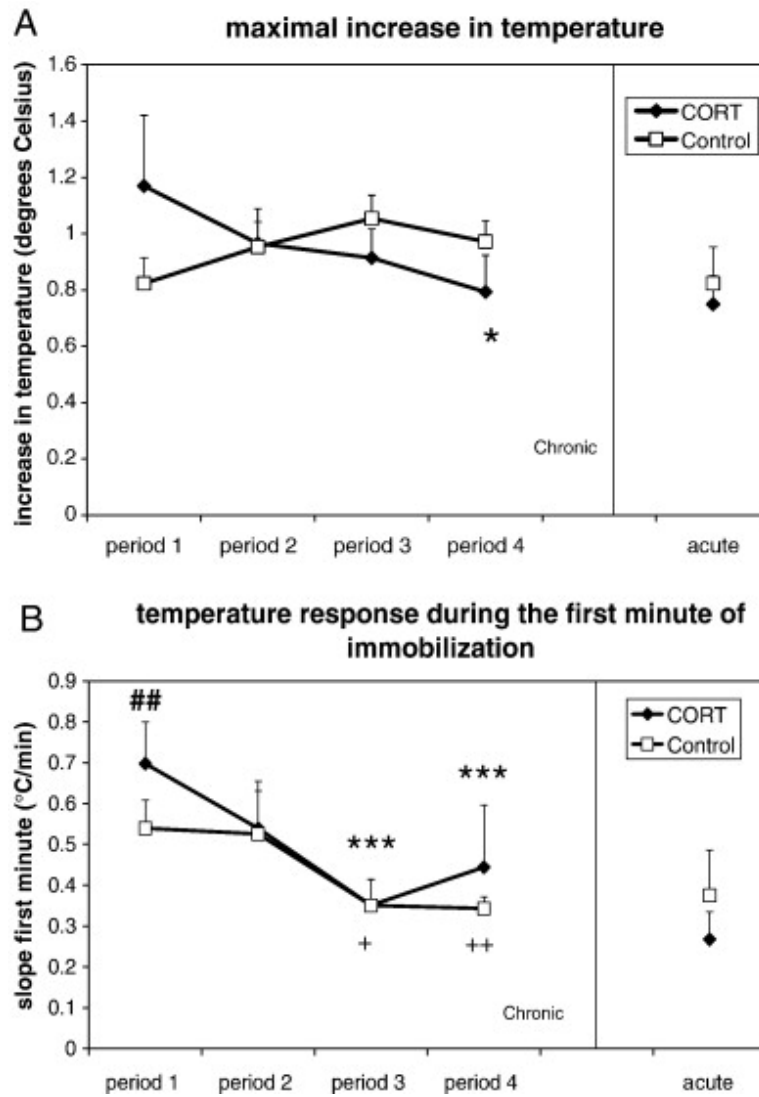 A
maximal increase in temperature
increase in temperature (degrees Celsius)
1.6
1.4
1.2
1
0.8
0.6
0.4
0.2
0
CORT
Control
*
Chronic
period 1 period 2 period 3 period 4 acute
B
temperature response during the first minute of
immobilization
slope first minute (°C/min)
0.9
0.8
0.7
0.6
0.5
0.4
0.3
0.2
0.1
0
##
CORT
Control
***
***
+ ++
Chronic
period 1 period 2 period 3 period 4 acute